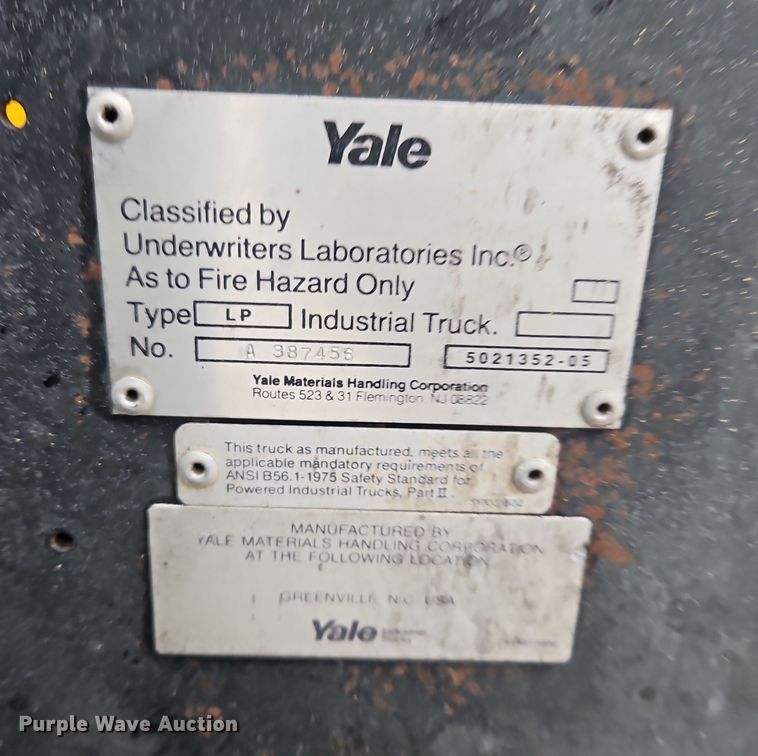 Yale
Classified by
Underwriters Laboratories Inc.®
As to Fire Hazard Only
Type LP Industrial Truck.
No. A 387456 5021352-05
Yale Materials Handling Corporation
Routes 523 & 31 Flemington, NJ 08822
This truck as manufactured, meets all the
applicable mandatory requirements of
ANSI B56.1-1975 Safety Standard for
Powered Industrial Trucks, Part II.
MANUFACTURED BY
YALE MATERIALS HANDLING CORPORATION
AT THE FOLLOWING LOCATION
GREENVILLE N.C. USA
Yale
Purple Wave Auction